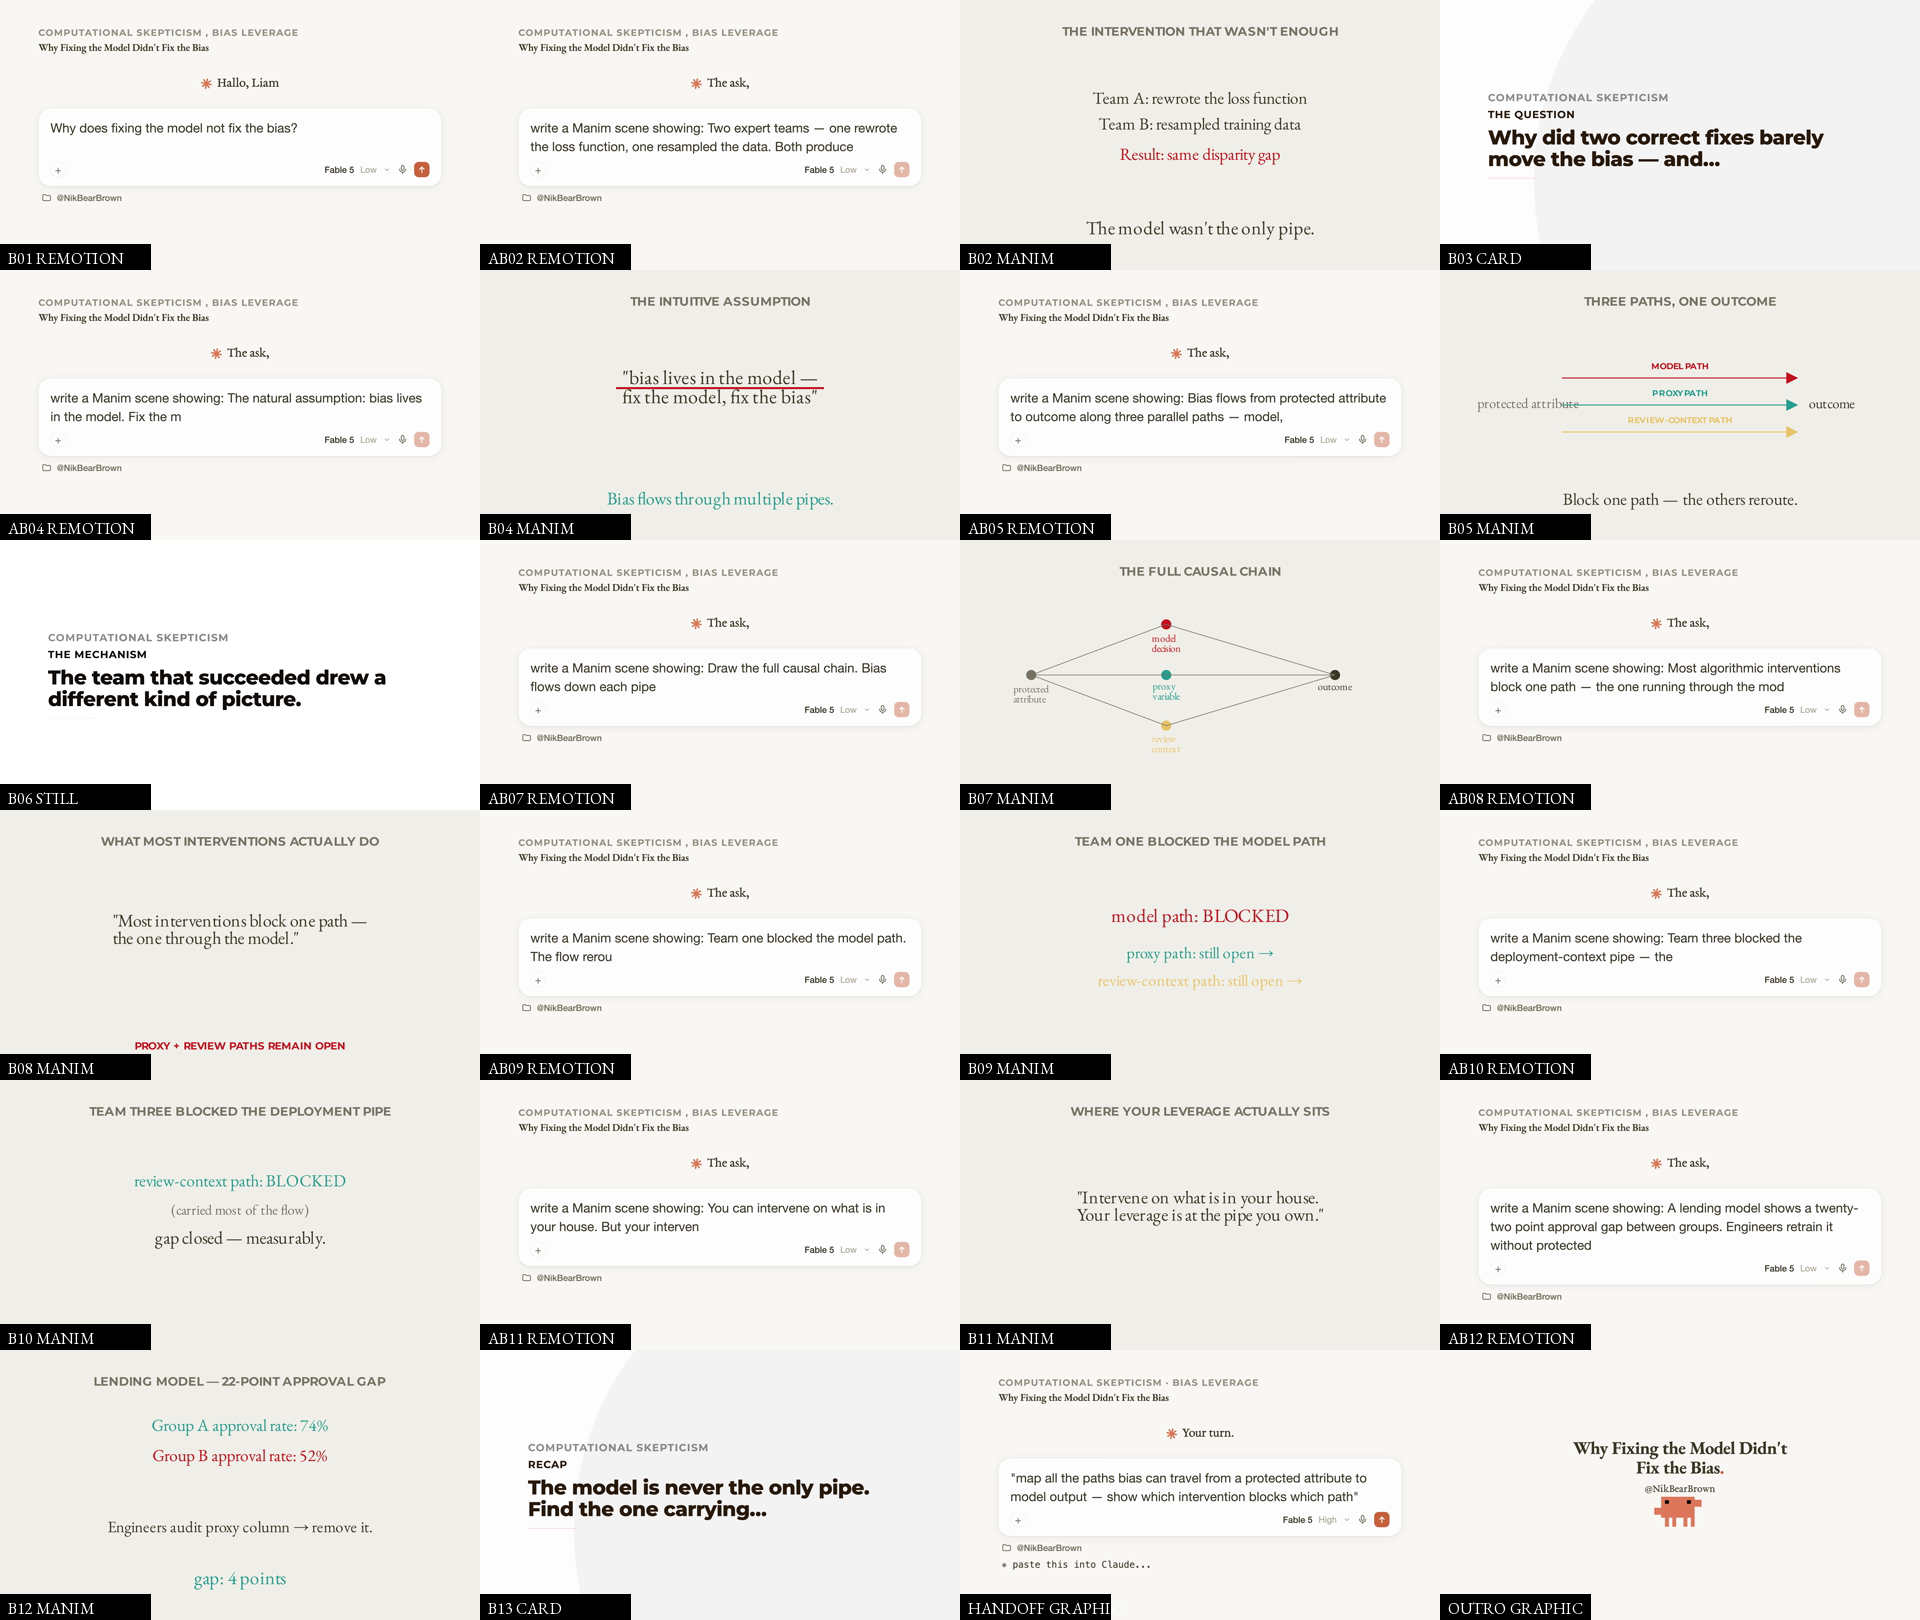 COMPUTATIONAL SKEPTICISM , BIAS LEVERAGE
Why Fixing the Model Didn't Fix the Bias
Hallo, Liam
Why does fixing the model not fix the bias?
+
Fable 5 Low
@NikBearBrown
B01 REMOTION
COMPUTATIONAL SKEPTICISM , BIAS LEVERAGE
Why Fixing the Model Didn't Fix the Bias
The ask,
write a Manim scene showing: Two expert teams — one rewrote
the loss function, one resampled the data. Both produce
+
Fable 5 Low
@NikBearBrown
AB02 REMOTION
THE INTERVENTION THAT WASN'T ENOUGH
Team A: rewrote the loss function
Team B: resampled training data
Result: same disparity gap
The model wasn't the only pipe.
B02 MANIM
COMPUTATIONAL SKEPTICISM
THE QUESTION
Why did two correct fixes barely
move the bias — and...
B03 CARD
COMPUTATIONAL SKEPTICISM , BIAS LEVERAGE
Why Fixing the Model Didn't Fix the Bias
The ask,
write a Manim scene showing: The natural assumption: bias lives
in the model. Fix the m
+
Fable 5 Low
@NikBearBrown
AB04 REMOTION
THE INTUITIVE ASSUMPTION
"bias lives in the model —
fix the model, fix the bias"
Bias flows through multiple pipes.
B04 MANIM
COMPUTATIONAL SKEPTICISM , BIAS LEVERAGE
Why Fixing the Model Didn't Fix the Bias
The ask,
write a Manim scene showing: Bias flows from protected attribute
to outcome along three parallel paths — model,
+
Fable 5 Low
@NikBearBrown
AB05 REMOTION
THREE PATHS, ONE OUTCOME
MODEL PATH
PROXY PATH
protected attribute
outcome
REVIEW-CONTEXT PATH
Block one path — the others reroute.
B05 MANIM
COMPUTATIONAL SKEPTICISM
THE MECHANISM
The team that succeeded drew a
different kind of picture.
B06 STILL
COMPUTATIONAL SKEPTICISM , BIAS LEVERAGE
Why Fixing the Model Didn't Fix the Bias
The ask,
write a Manim scene showing: Draw the full causal chain. Bias
flows down each pipe
+
Fable 5 Low
@NikBearBrown
AB07 REMOTION
THE FULL CAUSAL CHAIN
model
decision
protected
attribute
proxy
variable
outcome
review
context
B07 MANIM
COMPUTATIONAL SKEPTICISM , BIAS LEVERAGE
Why Fixing the Model Didn't Fix the Bias
The ask,
write a Manim scene showing: Most algorithmic interventions
block one path — the one running through the mod
+
Fable 5 Low
@NikBearBrown
AB08 REMOTION
WHAT MOST INTERVENTIONS ACTUALLY DO
"Most interventions block one path —
the one through the model."
PROXY + REVIEW PATHS REMAIN OPEN
B08 MANIM
COMPUTATIONAL SKEPTICISM , BIAS LEVERAGE
Why Fixing the Model Didn't Fix the Bias
The ask,
write a Manim scene showing: Team one blocked the model path.
The flow rerou
+
Fable 5 Low
@NikBearBrown
AB09 REMOTION
TEAM ONE BLOCKED THE MODEL PATH
model path: BLOCKED
proxy path: still open →
review-context path: still open →
B09 MANIM
COMPUTATIONAL SKEPTICISM , BIAS LEVERAGE
Why Fixing the Model Didn't Fix the Bias
The ask,
write a Manim scene showing: Team three blocked the
deployment-context pipe — the
+
Fable 5 Low
@NikBearBrown
AB10 REMOTION
TEAM THREE BLOCKED THE DEPLOYMENT PIPE
review-context path: BLOCKED
(carried most of the flow)
gap closed — measurably.
B10 MANIM
COMPUTATIONAL SKEPTICISM , BIAS LEVERAGE
Why Fixing the Model Didn't Fix the Bias
The ask,
write a Manim scene showing: You can intervene on what is in
your house. But your interven
+
Fable 5 Low
@NikBearBrown
AB11 REMOTION
WHERE YOUR LEVERAGE ACTUALLY SITS
"Intervene on what is in your house.
Your leverage is at the pipe you own."
B11 MANIM
COMPUTATIONAL SKEPTICISM , BIAS LEVERAGE
Why Fixing the Model Didn't Fix the Bias
The ask,
write a Manim scene showing: A lending model shows a twenty-
two point approval gap between groups. Engineers retrain it
without protected
+
Fable 5 Low
@NikBearBrown
AB12 REMOTION
LENDING MODEL — 22-POINT APPROVAL GAP
Group A approval rate: 74%
Group B approval rate: 52%
Engineers audit proxy column → remove it.
gap: 4 points
B12 MANIM
COMPUTATIONAL SKEPTICISM
RECAP
The model is never the only pipe.
Find the one carrying...
B13 CARD
COMPUTATIONAL SKEPTICISM · BIAS LEVERAGE
Why Fixing the Model Didn't Fix the Bias
Your turn.
"map all the paths bias can travel from a protected attribute to
model output — show which intervention blocks which path"
+
Fable 5 High
@NikBearBrown
* paste this into Claude...
HANDOFF GRAPHI
Why Fixing the Model Didn't
Fix the Bias.
@NikBearBrown
OUTRO GRAPHIC